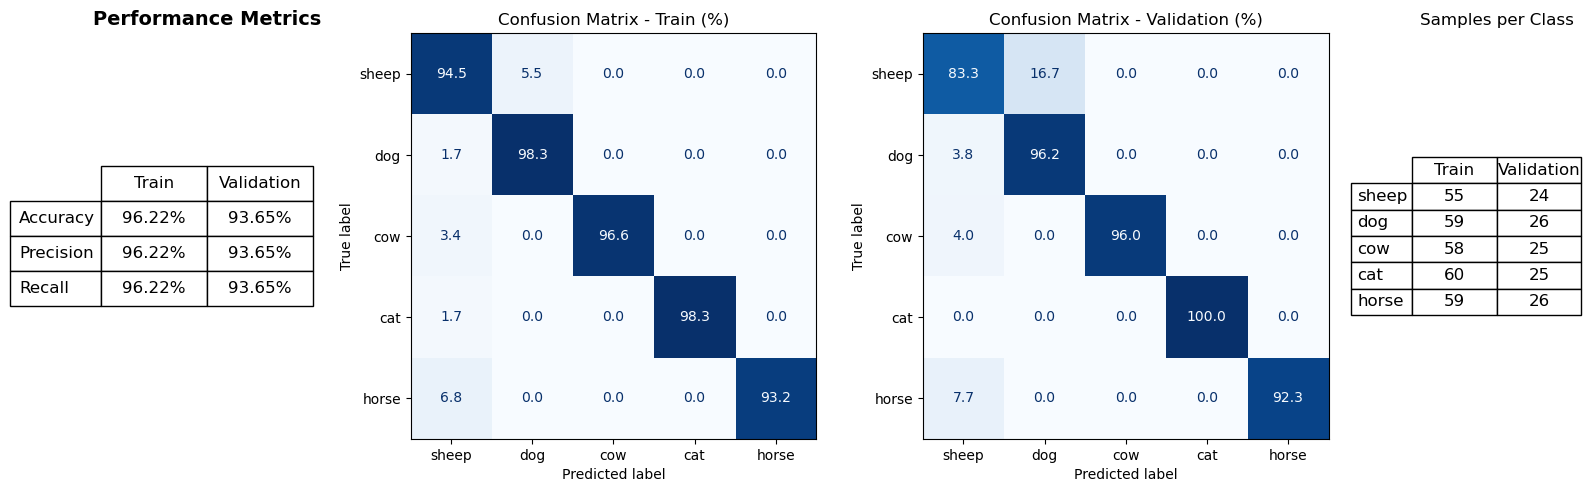 Performance Metrics
Train Validation
Accuracy 96.22% 93.65%
Precision 96.22% 93.65%
Recall 96.22% 93.65%
Confusion Matrix - Train (%)
True label
sheep 94.5 5.5 0.0 0.0 0.0
dog 1.7 98.3 0.0 0.0 0.0
cow 3.4 0.0 96.6 0.0 0.0
cat 1.7 0.0 0.0 98.3 0.0
horse 6.8 0.0 0.0 0.0 93.2
sheep dog cow cat horse
Predicted label
Confusion Matrix - Validation (%)
True label
sheep 83.3 16.7 0.0 0.0 0.0
dog 3.8 96.2 0.0 0.0 0.0
cow 4.0 0.0 96.0 0.0 0.0
cat 0.0 0.0 0.0 100.0 0.0
horse 7.7 0.0 0.0 0.0 92.3
sheep dog cow cat horse
Predicted label
Samples per Class
Train Validation
sheep 55 24
dog 59 26
cow 58 25
cat 60 25
horse 59 26